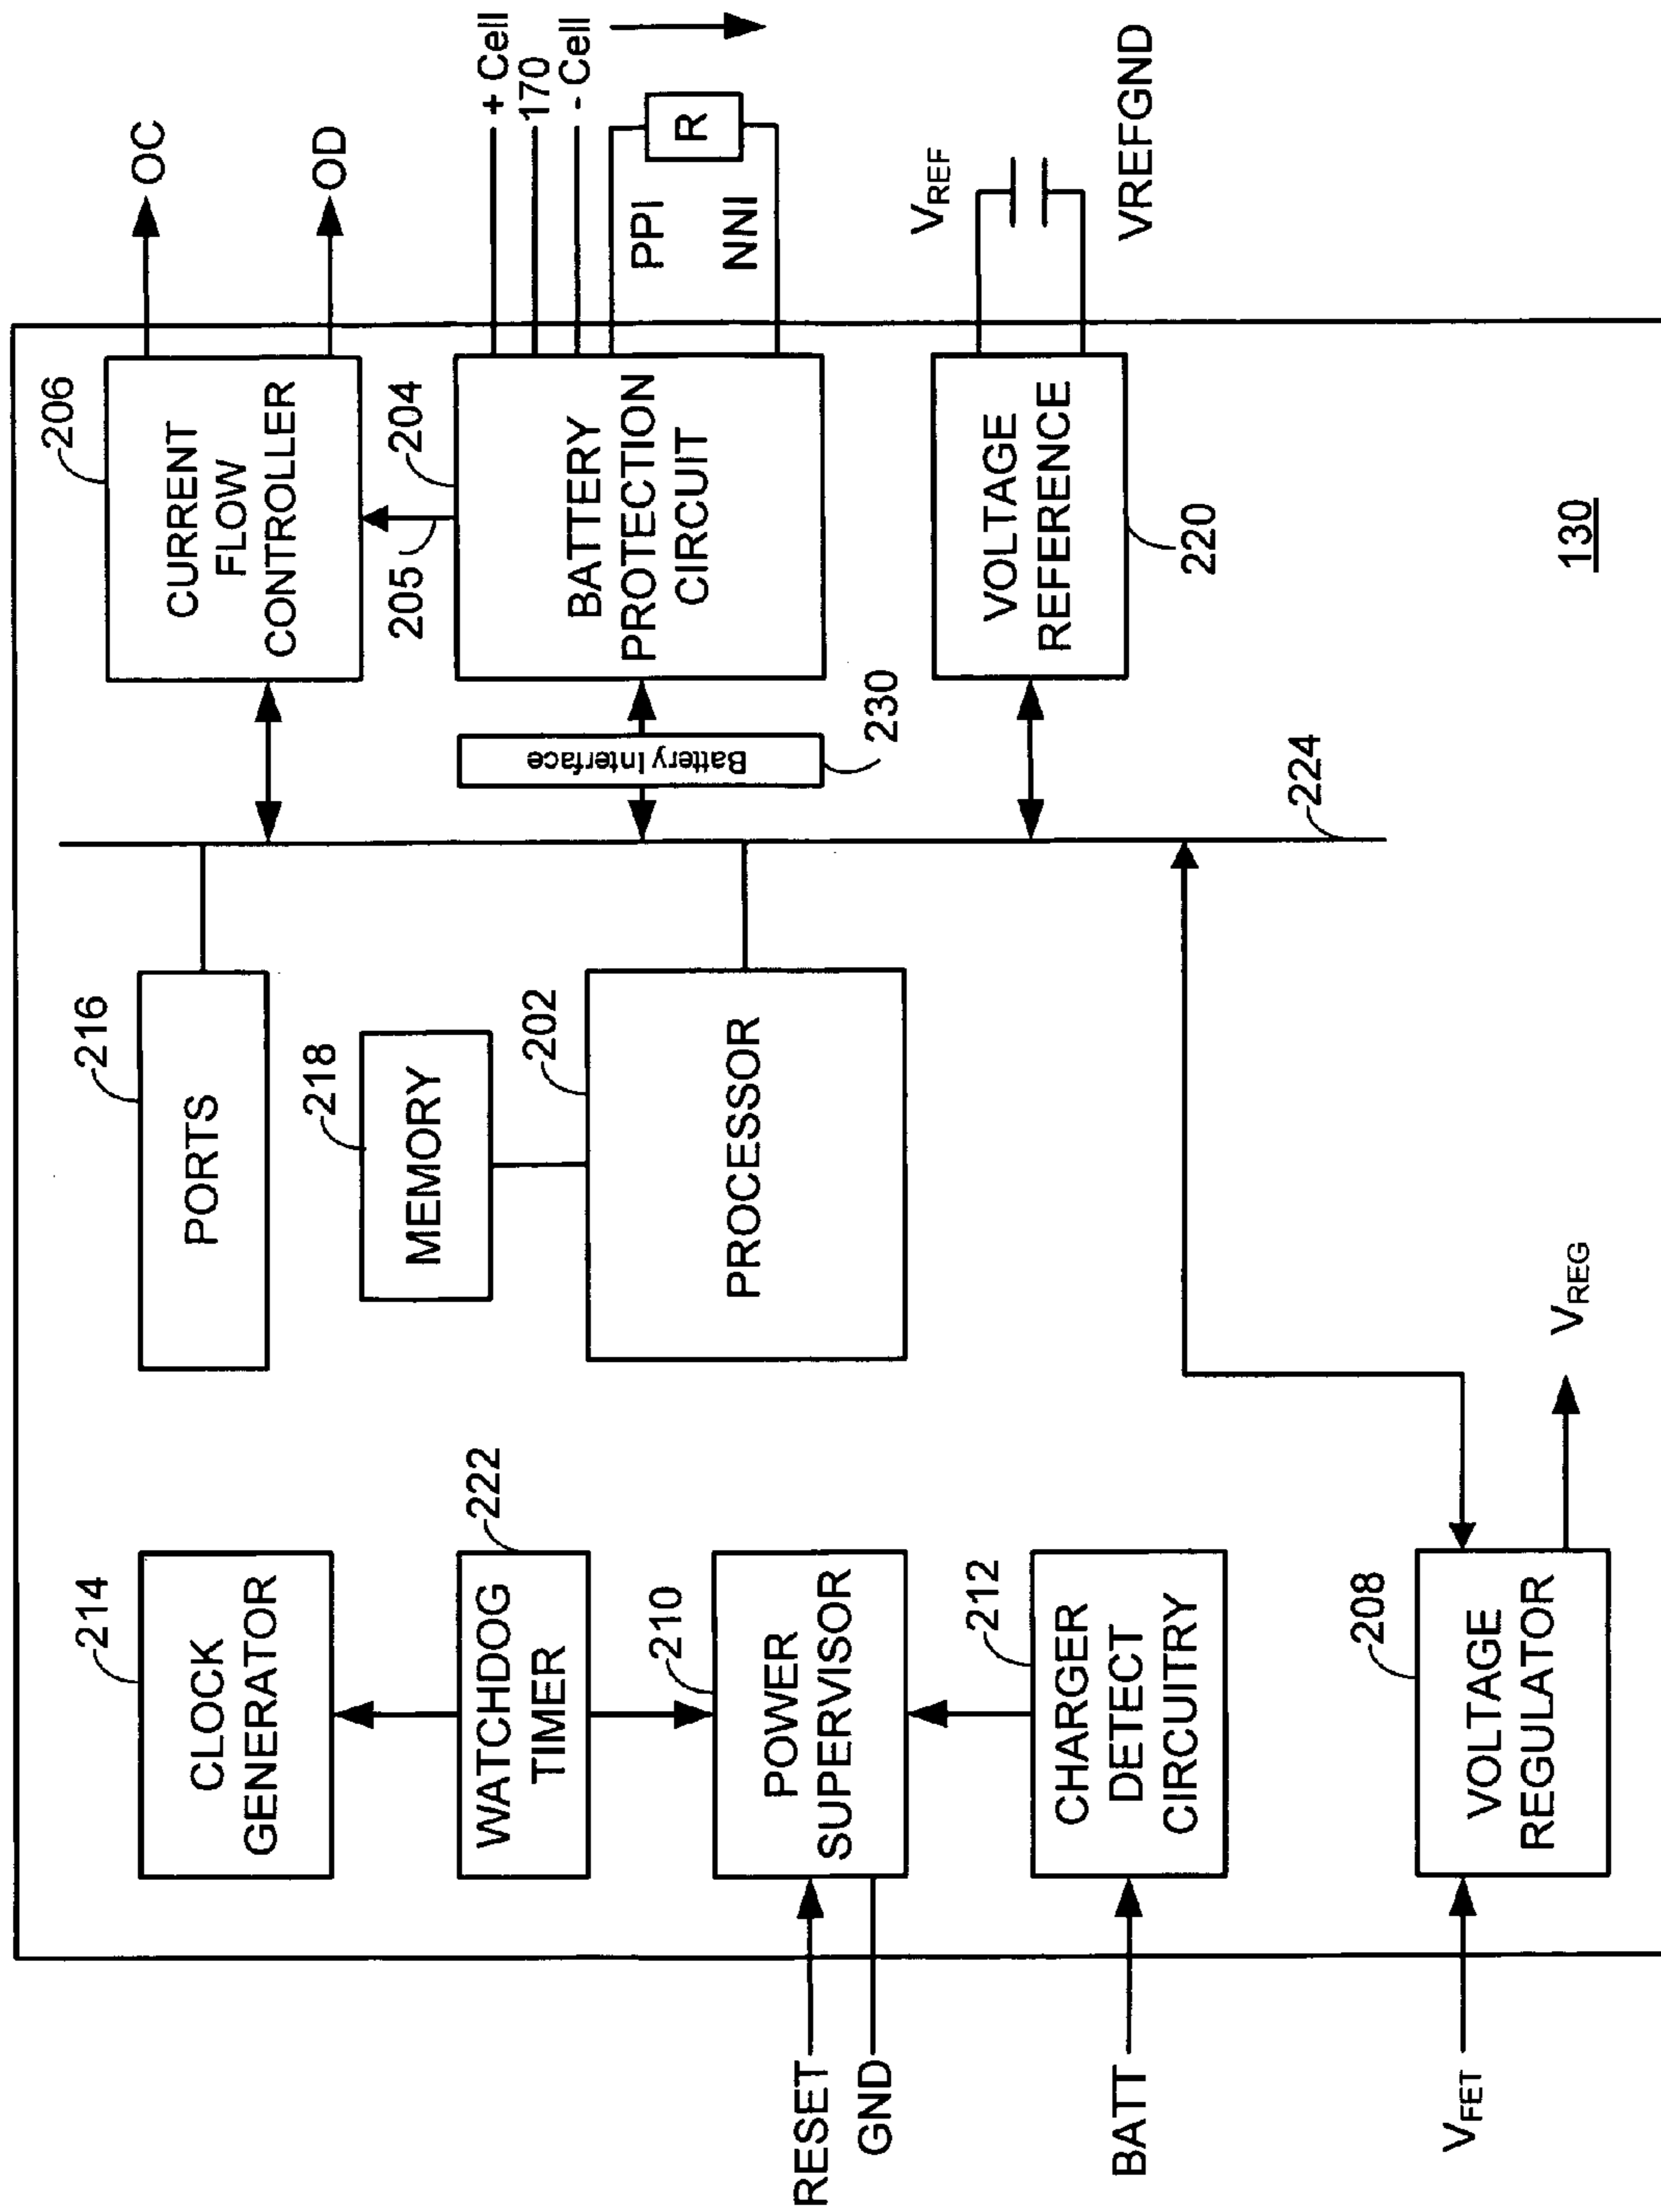 214
CLOCK
GENERATOR
216
PORTS
206
CURRENT
FLOW
CONTROLLER
OC
OD
222
WATCHDOG
TIMER
218
MEMORY
205
204
BATTERY
PROTECTION
CIRCUIT
+ Cell
170
- Cell
PPI
R
NNI
Battery Interface
230
RESET
GND
210
POWER
SUPERVISOR
202
PROCESSOR
BATT
212
CHARGER
DETECT
CIRCUITRY
VOLTAGE
REFERENCE
220
VREF
VREFGND
224
VFET
208
VOLTAGE
REGULATOR
VREG
130